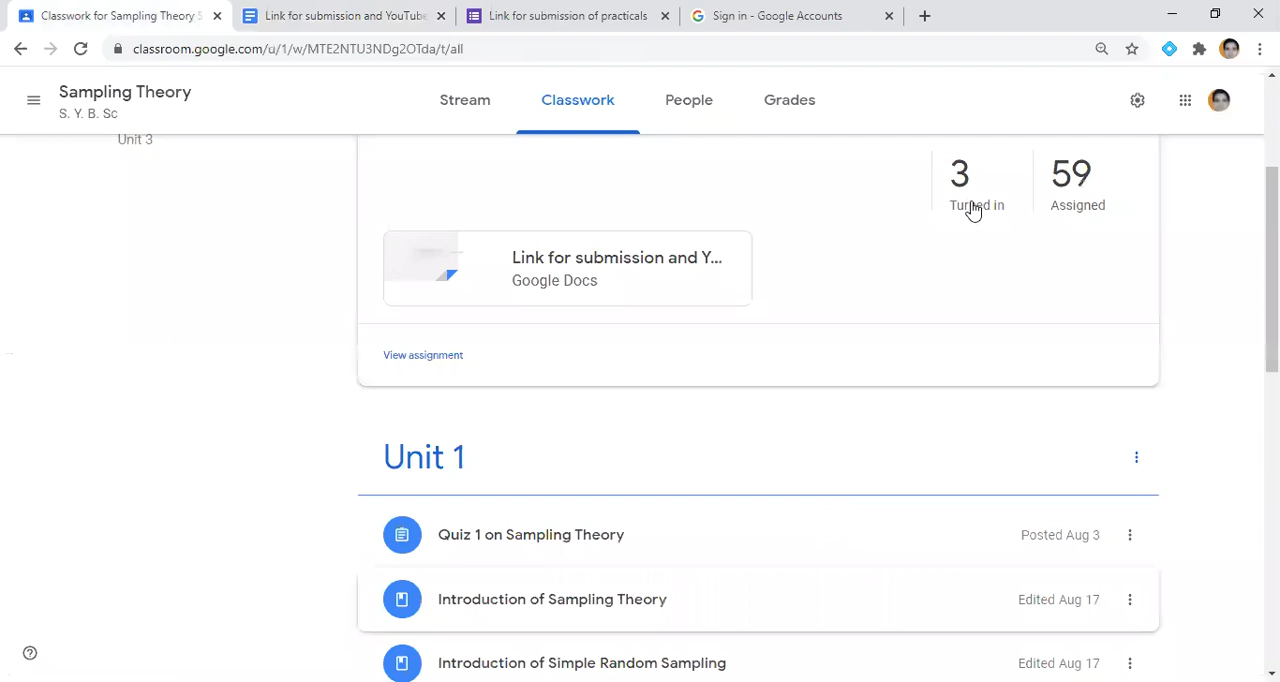 Classwork for Sampling Theory S
Link for submission and YouTube
Link for submission of practicals
Sign in - Google Accounts
classroom.google.com/u/1/w/MTE2NTU3NDg2OTda/t/all
Sampling Theory
S. Y. B. Sc
Stream
Classwork
People
Grades
Unit 3
3
Turned in
59
Assigned
Link for submission and Y...
Google Docs
View assignment
Unit 1
Quiz 1 on Sampling Theory
Posted Aug 3
Introduction of Sampling Theory
Edited Aug 17
Introduction of Simple Random Sampling
Edited Aug 17